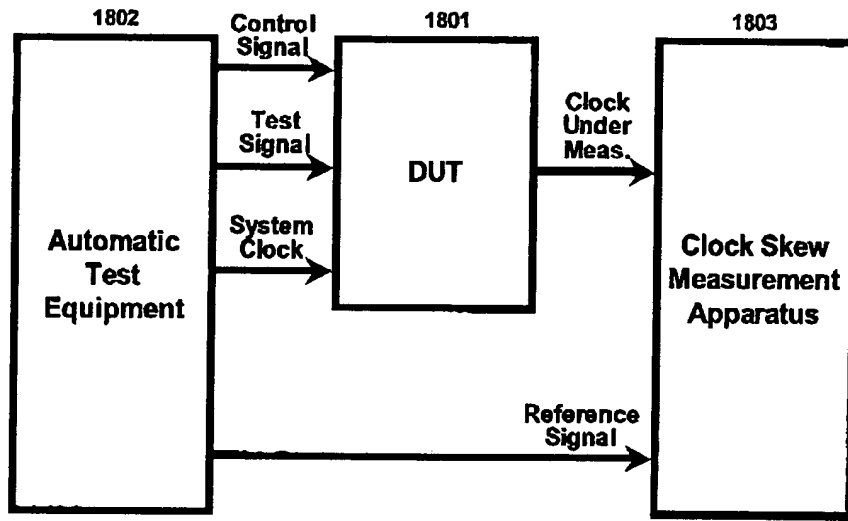 1802
Control
Signal
1801
1803
Test
Signal
Clock
Under
Meas.
DUT
System
Clock
Automatic
Test
Equipment
Clock Skew
Measurement
Apparatus
Reference
Signal